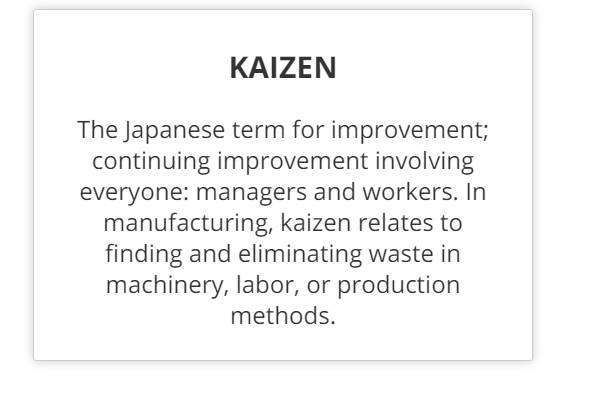 KAIZEN
The Japanese term for improvement;
continuing improvement involving
everyone: managers and workers. In
manufacturing, kaizen relates to
finding and eliminating waste in
machinery, labor, or production
methods.